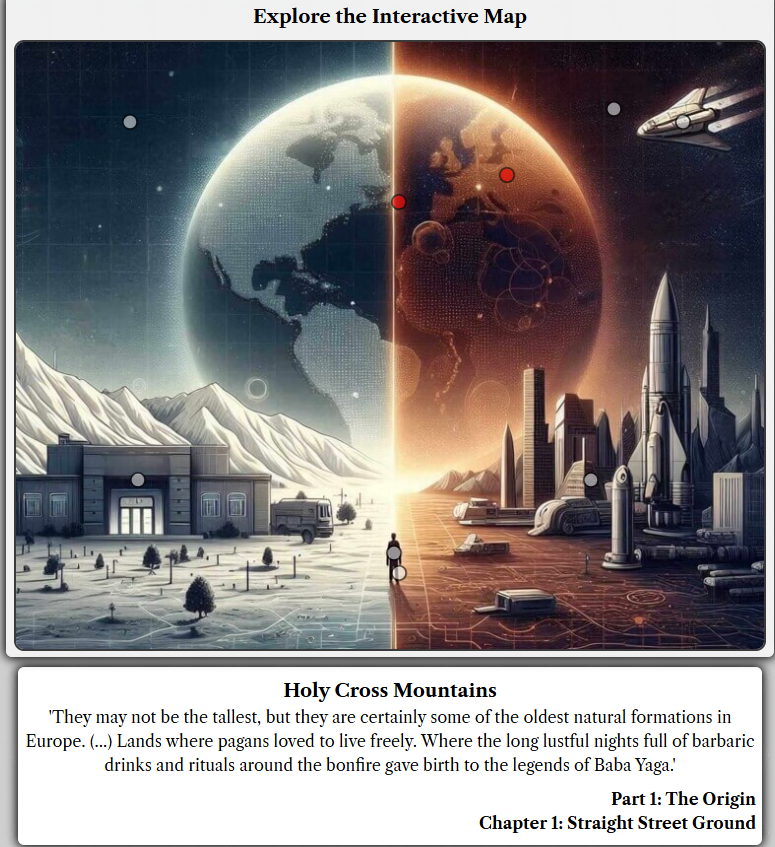 Explore the Interactive Map
Holy Cross Mountains
'They may not be the tallest, but they are certainly some of the oldest natural formations in
Europe. (...) Lands where pagans loved to live freely. Where the long lustful nights full of barbaric
drinks and rituals around the bonfire gave birth to the legends of Baba Yaga.'
Part 1: The Origin
Chapter 1: Straight Street Ground